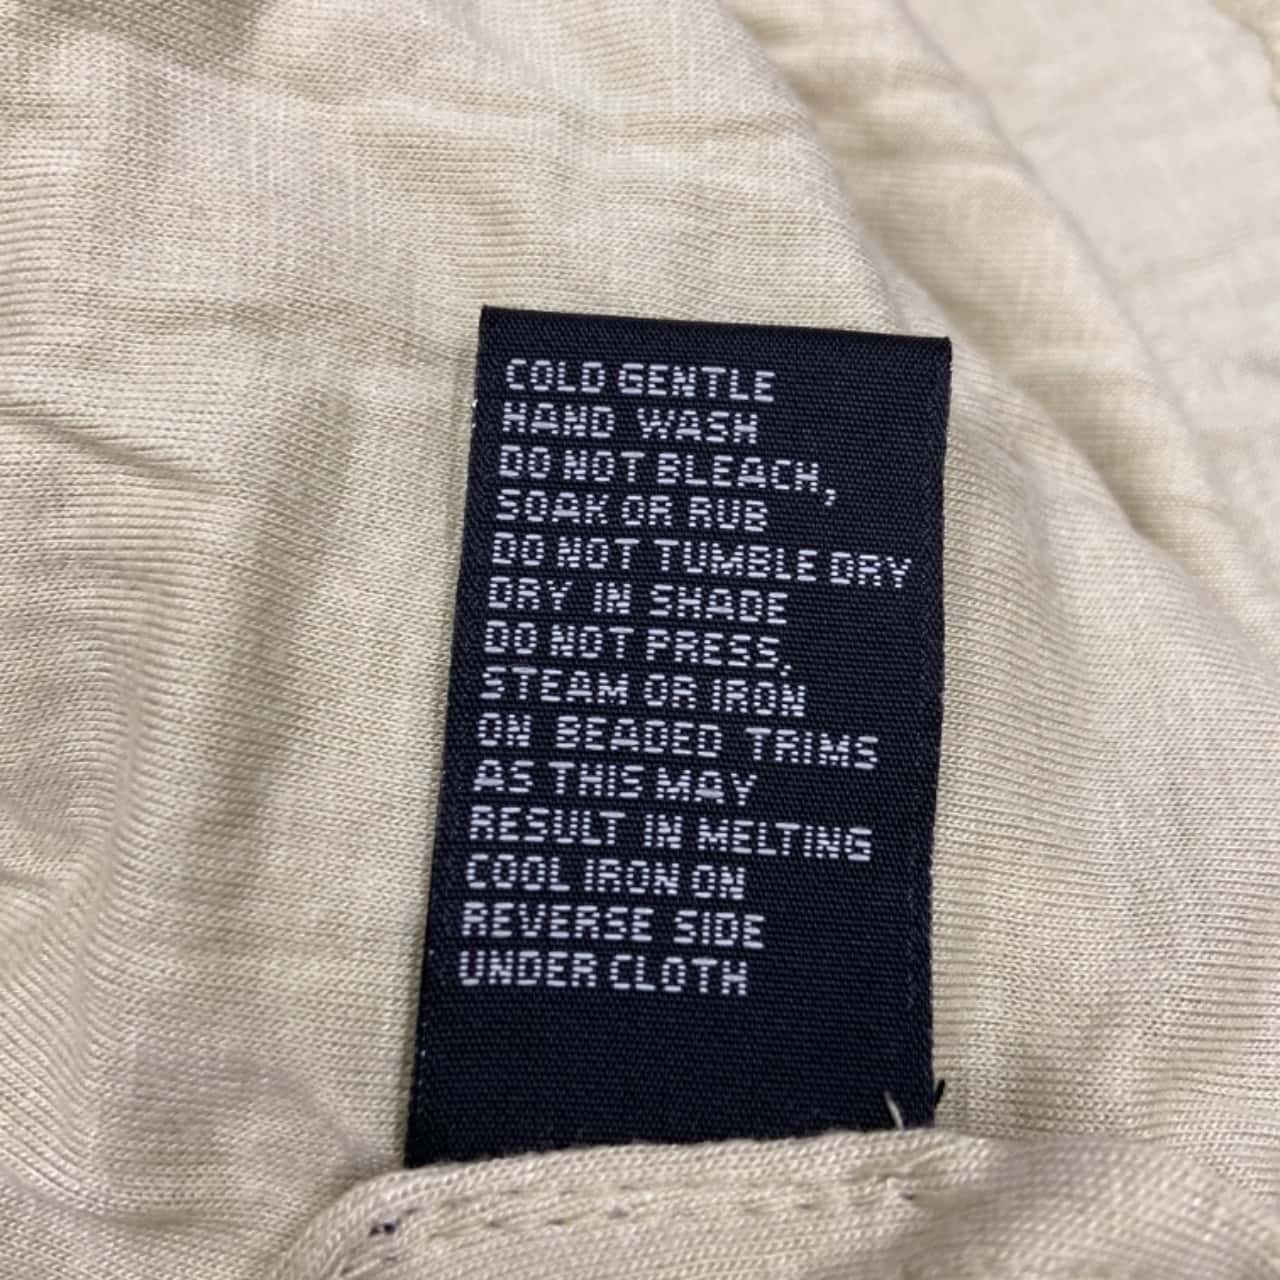 COLD GENTLE
HAND WASH
DO NOT BLEACH,
SOAK OR RUB
DO NOT TUMBLE DRY
DRY IN SHADE
DO NOT PRESS,
STEAM OR IRON
ON BEADED TRIMS
AS THIS MAY
RESULT IN MELTING
COOL IRON ON
REVERSE SIDE
UNDER CLOTH